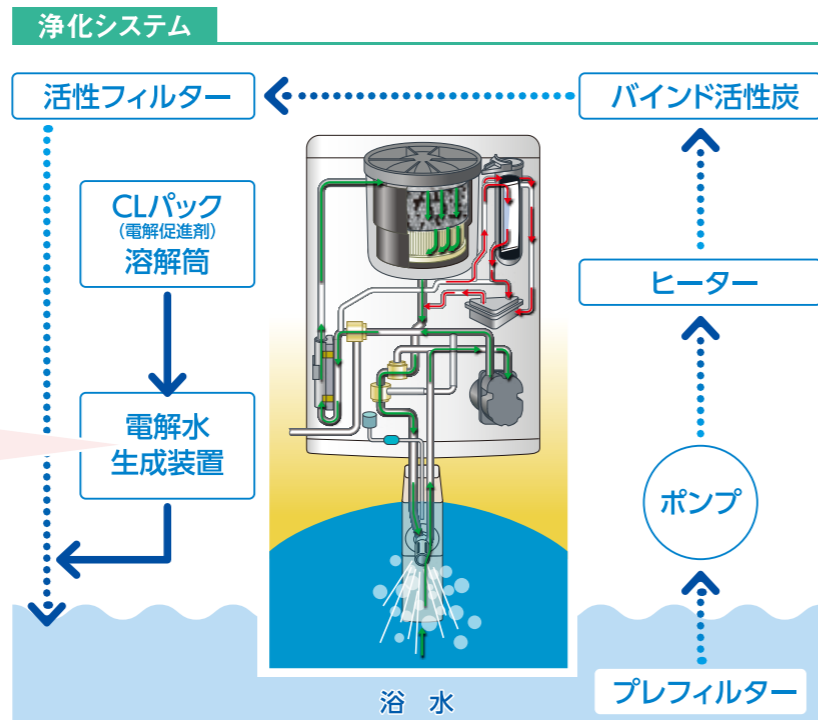 浄化システム
活性フィルター
バインド活性炭
CLパック
(電解促進剤)
溶解筒
ヒーター
電解水
生成装置
ポンプ
プレフィルター
浴 水